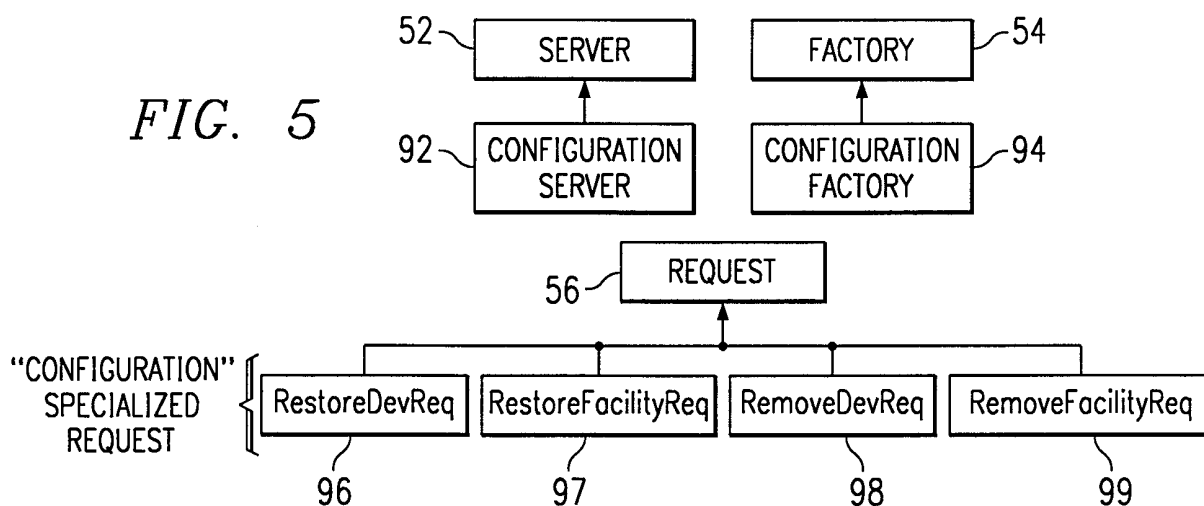 52
SERVER
FACTORY
54
FIG. 5
92
CONFIGURATION
SERVER
CONFIGURATION
FACTORY
94
REQUEST
56
"CONFIGURATION"
SPECIALIZED
REQUEST
RestoreDevReq
RestoreFacilityReq
RemoveDevReq
RemoveFacilityReq
96
97
98
99